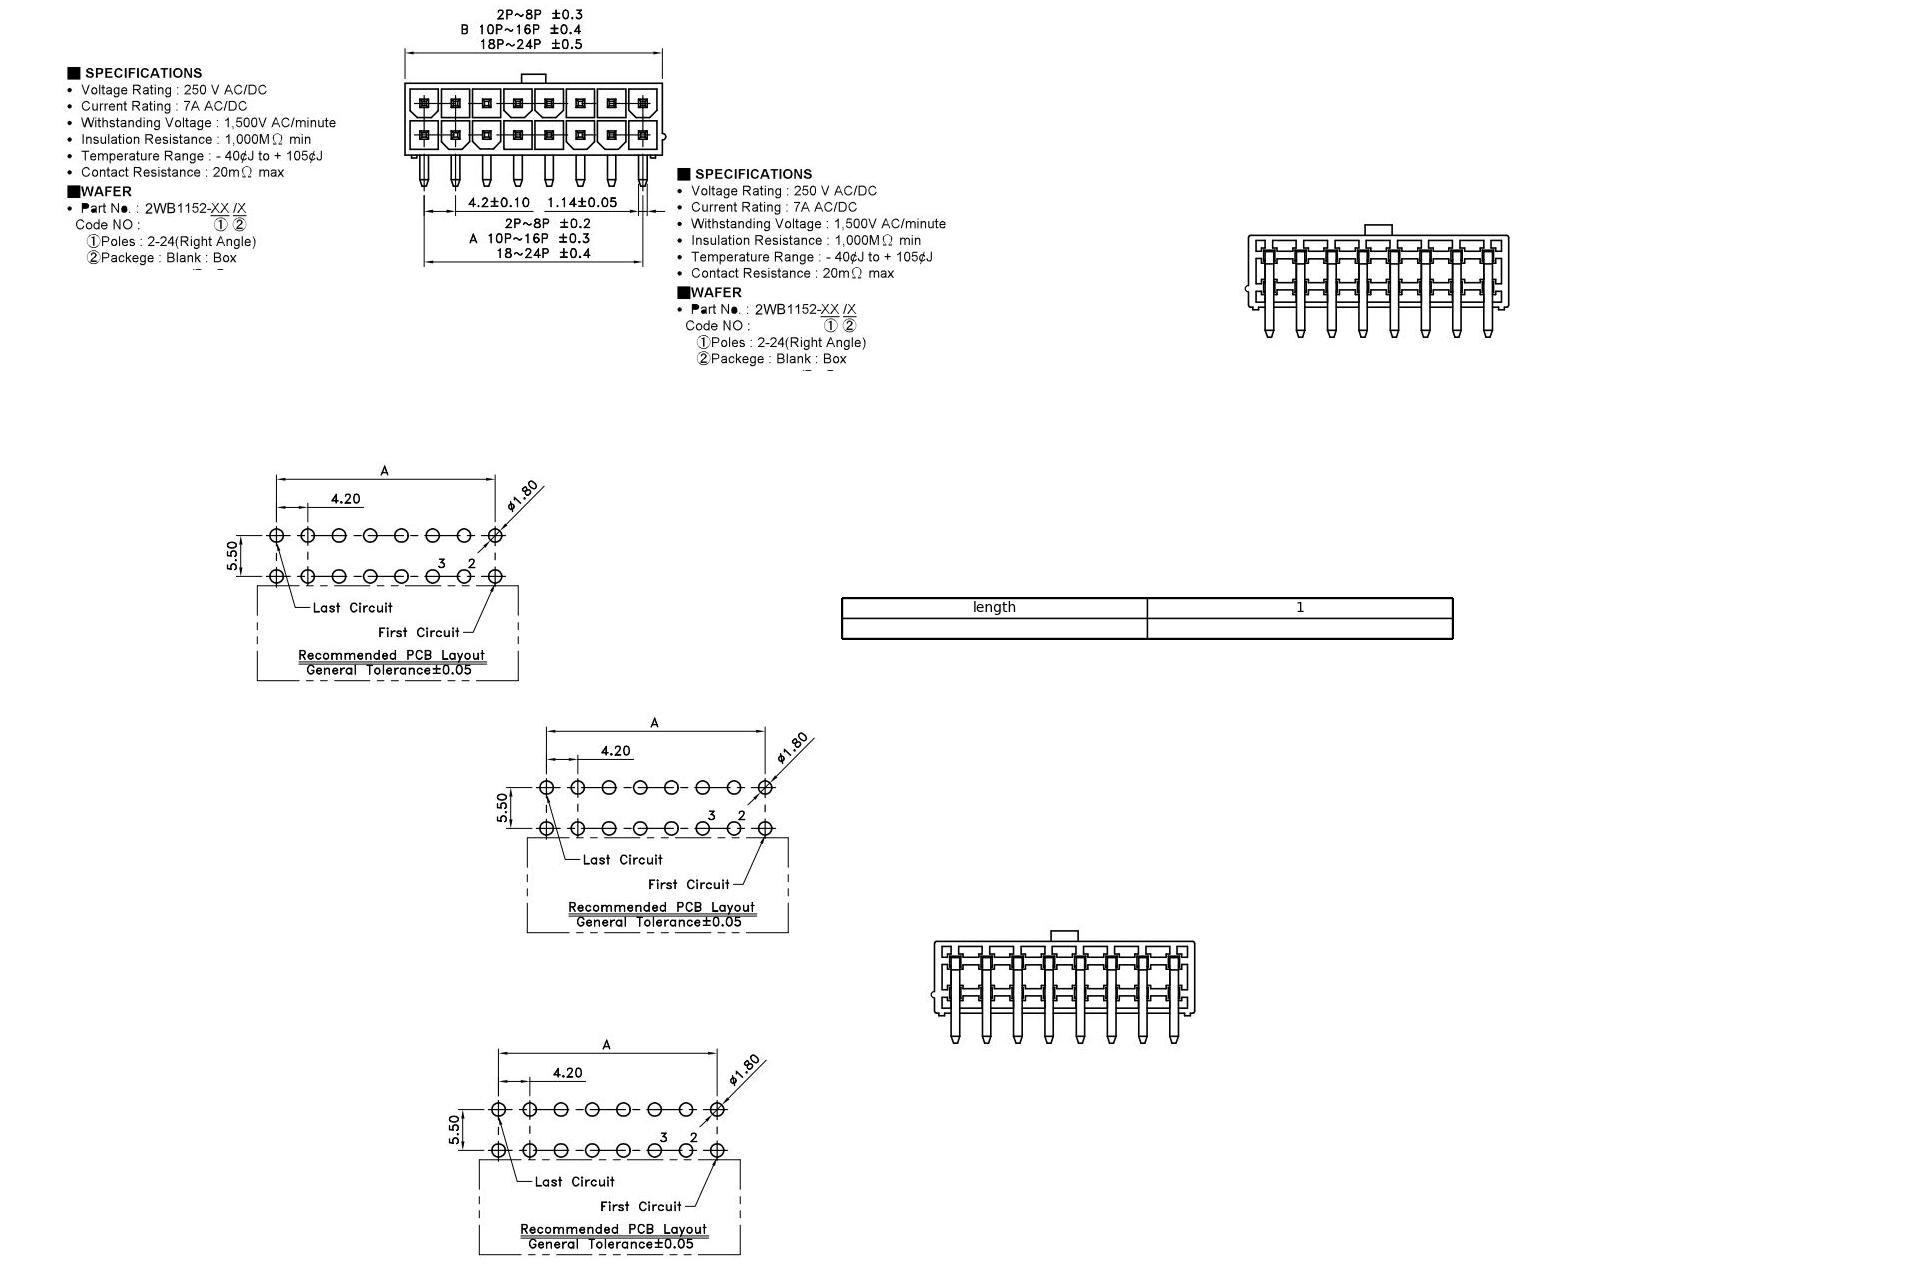 2P~8P ±0.3
B 10P~16P ±0.4
18P~24P ±0.5
■ SPECIFICATIONS
• Voltage Rating : 250 V AC/DC
• Current Rating : 7A AC/DC
• Withstanding Voltage : 1,500V AC/minute
• Insulation Resistance : 1,000MΩ min
• Temperature Range : - 40¢J to + 105¢J
• Contact Resistance : 20mΩ max
■WAFER
• Part No. : 2WB1152-XX /X
Code NO : ① ②
①Poles : 2-24(Right Angle)
②Packege : Blank : Box
4.2±0.10 1.14±0.05
2P~8P ±0.2
A 10P~16P ±0.3
18~24P ±0.4
■ SPECIFICATIONS
• Voltage Rating : 250 V AC/DC
• Current Rating : 7A AC/DC
• Withstanding Voltage : 1,500V AC/minute
• Insulation Resistance : 1,000MΩ min
• Temperature Range : - 40¢J to + 105¢J
• Contact Resistance : 20mΩ max
■WAFER
• Part No. : 2WB1152-XX /X
Code NO : ① ②
①Poles : 2-24(Right Angle)
②Packege : Blank : Box
A
4.20
ø1.80
5.50
3 2
Last Circuit
First Circuit
Recommended PCB Layout
General Tolerance±0.05
length 1
A
4.20
ø1.80
5.50
3 2
Last Circuit
First Circuit
Recommended PCB Layout
General Tolerance±0.05
A
4.20
ø1.80
5.50
3 2
Last Circuit
First Circuit
Recommended PCB Layout
General Tolerance±0.05